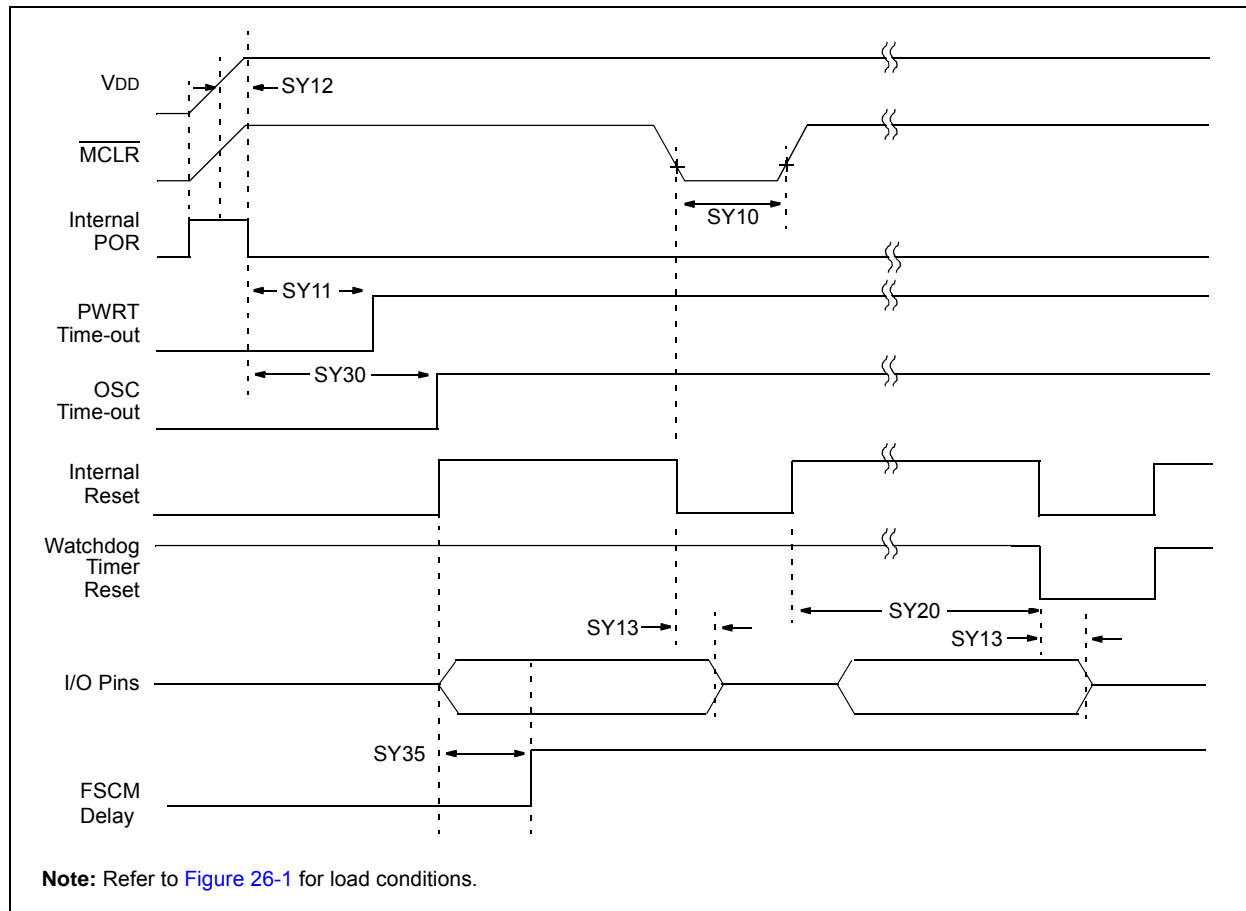 VDD
SY12
MCLR
SY10
Internal
POR
SY11
PWRT
Time-out
SY30
OSC
Time-out
Internal
Reset
Watchdog
Timer
Reset
SY20
SY13
SY13
I/O Pins
SY35
FSCM
Delay
Note: Refer to Figure 26-1 for load conditions.